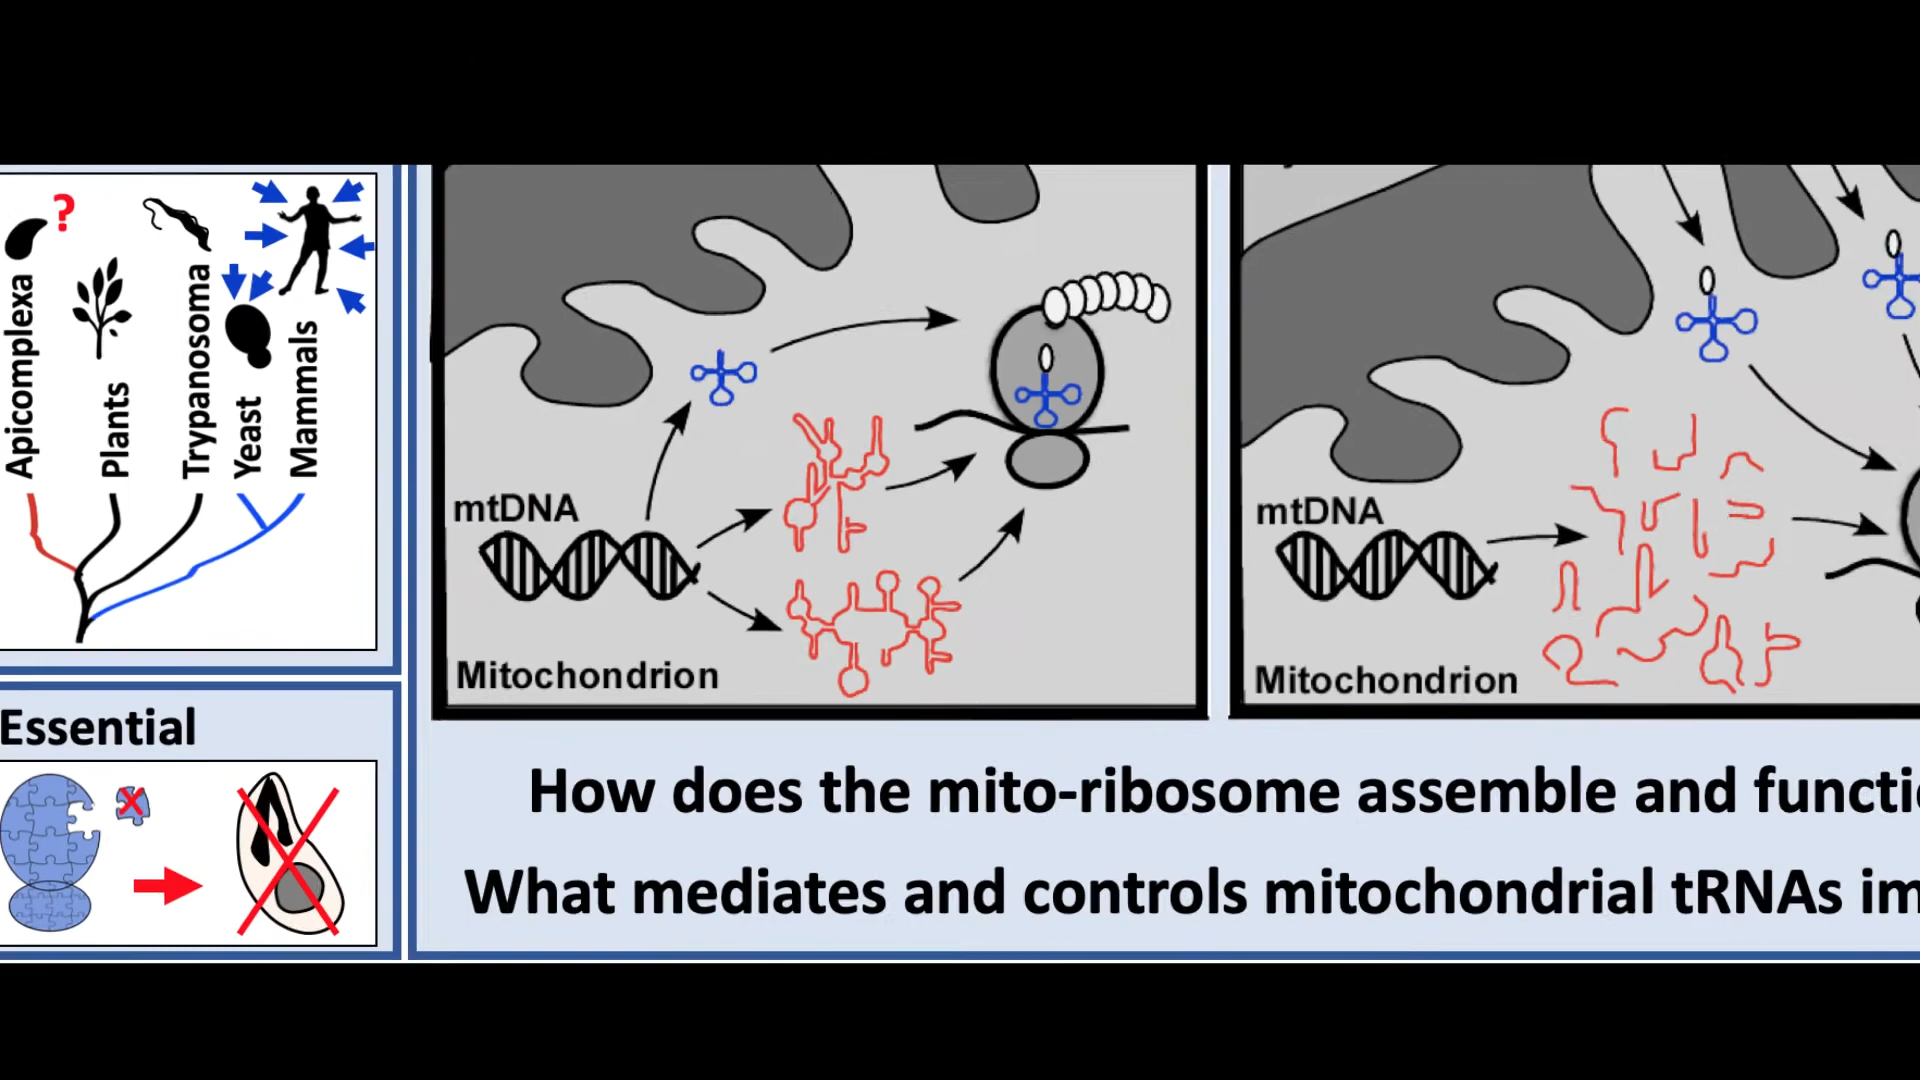 ?
Apicomplexa
Plants
Trypanosoma
Yeast
Mammals
Essential
mtDNA
Mitochondrion
mtDNA
Mitochondrion
How does the mito-ribosome assemble and functi
What mediates and controls mitochondrial tRNAs im